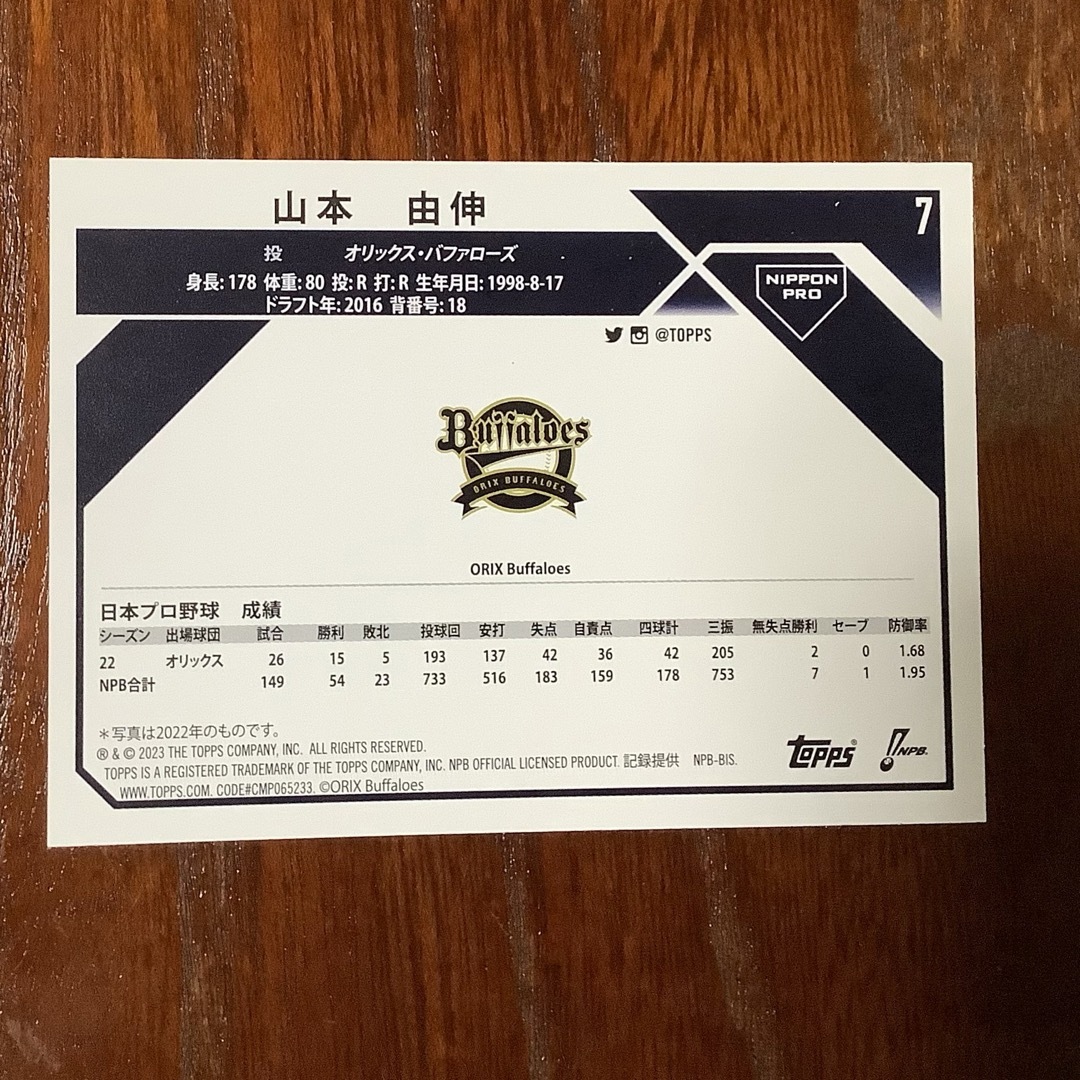 山本 由伸
7
投 オリックス・バファローズ
身長: 178 体重: 80 投: R 打: R 生年月日: 1998-8-17
ドラフト年: 2016 背番号: 18
NIPPON
PRO
@TOPPS
Buffaloes
ORIX BUFFALOES
ORIX Buffaloes
日本プロ野球 成績
シーズン 出場球団 試合 勝利 敗北 投球回 安打 失点 自責点 四球計 三振 無失点勝利 セーブ 防御率
22 オリックス 26 15 5 193 137 42 36 42 205 2 0 1.68
NPB合計 149 54 23 733 516 183 159 178 753 7 1 1.95
＊写真は2022年のものです。
® & © 2023 THE TOPPS COMPANY, INC. ALL RIGHTS RESERVED.
TOPPS IS A REGISTERED TRADEMARK OF THE TOPPS COMPANY, INC. NPB OFFICIAL LICENSED PRODUCT. 記録提供 NPB-BIS.
WWW.TOPPS.COM. CODE#CMP065233. ©ORIX Buffaloes
TOPPS®
NPB.